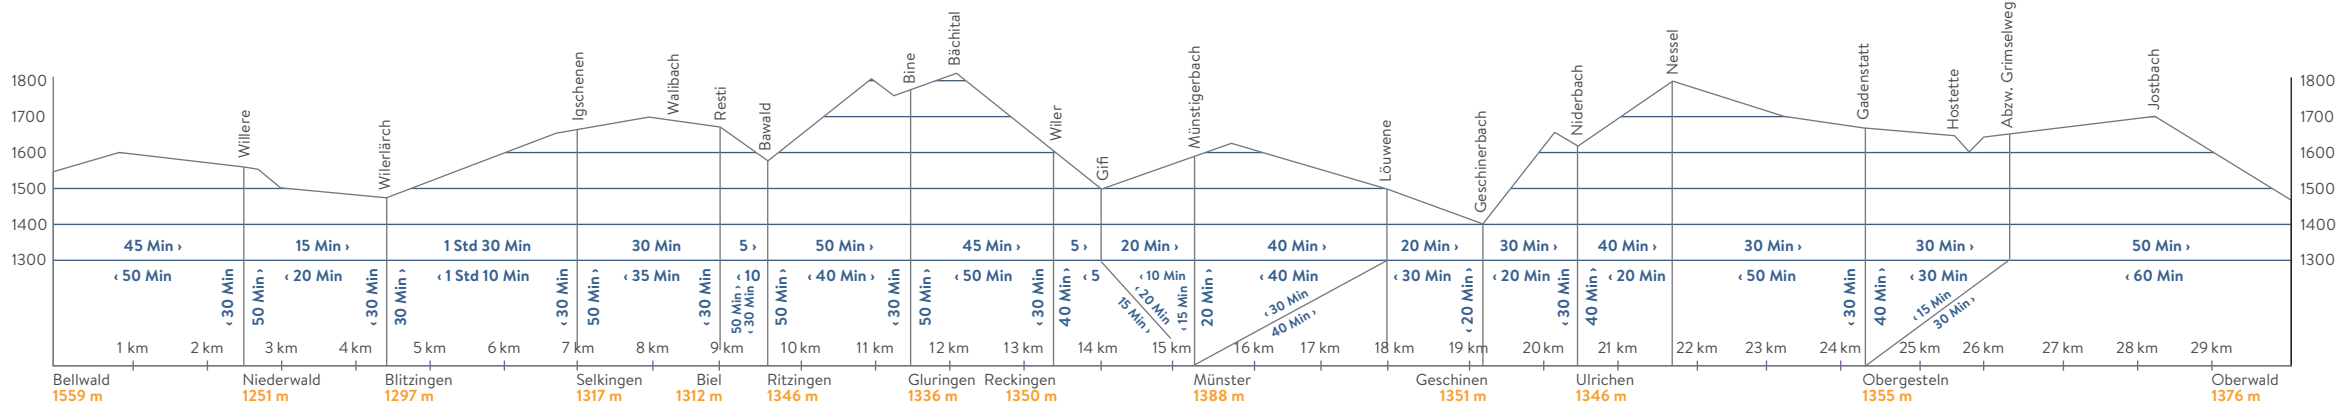 Willere
Wilerlärch
Igschenen
Walibach
Resti
Bawald
Bine
Bächital
Wiler
Gifi
Münstigerbach
Löuwene
Geschinerbach
Niderbach
Nessel
Gadenstatt
Hostette
Abzw. Grimselweg
Jostbach
1800 1800
1700 1700
1600 1600
1500 1500
1400 1400
45 Min › 15 Min › 1 Std 30 Min 30 Min 5 › 50 Min › 45 Min › 5 › 20 Min › 40 Min › 20 Min › 30 Min › 40 Min › 30 Min › 30 Min › 50 Min ›
1300 1300
‹ 50 Min ‹ 20 Min ‹ 1 Std 10 Min ‹ 35 Min ‹ 10 ‹ 40 Min › ‹ 50 Min ‹ 5 ‹ 10 Min ‹ 40 Min ‹ 30 Min ‹ 20 Min ‹ 20 Min ‹ 50 Min ‹ 30 Min ‹ 60 Min
‹ 30 Min
50 Min ›
‹ 30 Min
30 Min ›
‹ 30 Min
50 Min ›
‹ 30 Min
50 Min ›
‹ 30 Min
50 Min ›
‹ 30 Min
50 Min ›
‹ 30 Min
40 Min ›
‹ 20 Min
15 Min ›
‹ 15 Min
20 Min ›
‹ 30 Min
40 Min ›
‹ 20 Min
‹ 30 Min
40 Min ›
‹ 30 Min
40 Min ›
‹ 15 Min
30 Min ›
1 km 2 km 3 km 4 km 5 km 6 km 7 km 8 km 9 km 10 km 11 km 12 km 13 km 14 km 15 km 16 km 17 km 18 km 19 km 20 km 21 km 22 km 23 km 24 km 25 km 26 km 27 km 28 km 29 km
Bellwald Niederwald Blitzingen Selkingen Biel Ritzingen Gluringen Reckingen Münster Geschinen Ulrichen Obergesteln Oberwald
1559 m 1251 m 1297 m 1317 m 1312 m 1346 m 1336 m 1350 m 1388 m 1351 m 1346 m 1355 m 1376 m